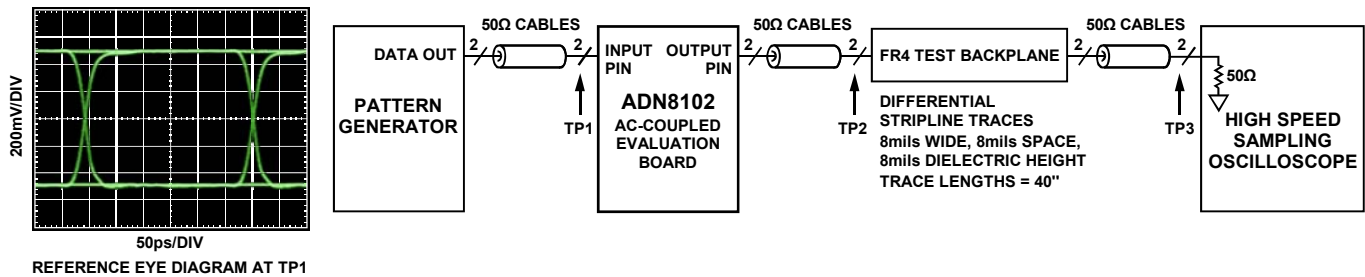 200mV/DIV
50ps/DIV
REFERENCE EYE DIAGRAM AT TP1
DATA OUT
PATTERN
GENERATOR
50Ω CABLES
2
2
TP1
INPUT
PIN
OUTPUT
PIN
ADN8102
AC-COUPLED
EVALUATION
BOARD
50Ω CABLES
2
2
TP2
FR4 TEST BACKPLANE
DIFFERENTIAL
STRIPLINE TRACES
8mils WIDE, 8mils SPACE,
8mils DIELECTRIC HEIGHT
TRACE LENGTHS = 40"
50Ω CABLES
2
2
TP3
50Ω
HIGH SPEED
SAMPLING
OSCILLOSCOPE